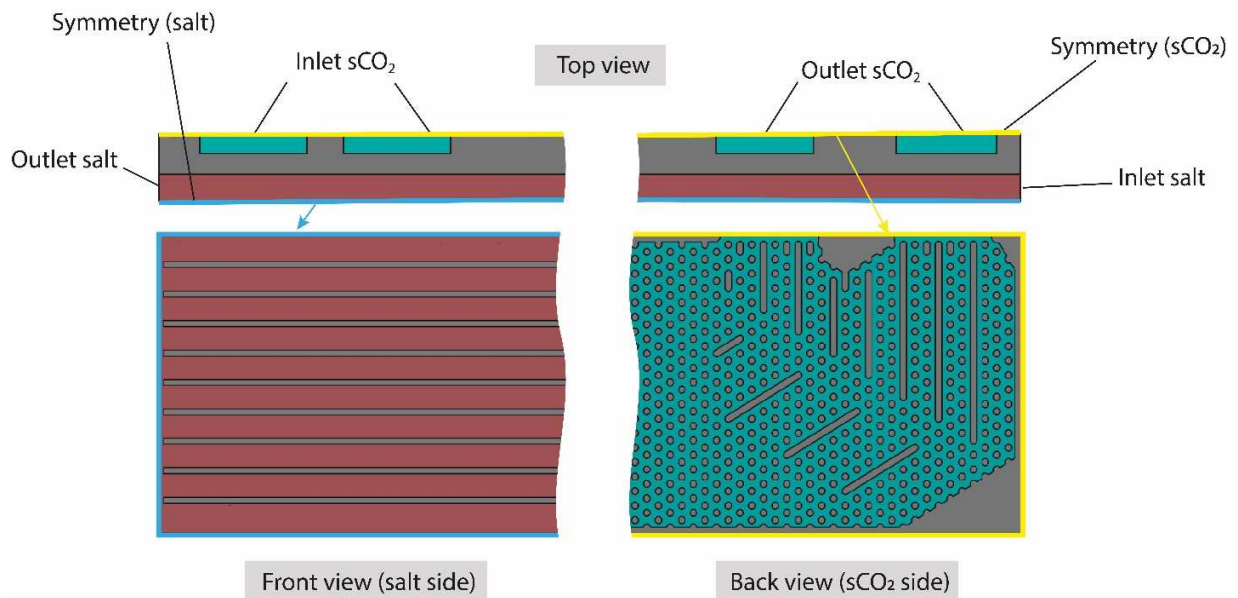 Symmetry (salt)
Inlet sCO₂
Top view
Outlet sCO₂
Symmetry (sCO₂)
Outlet salt
Inlet salt
Front view (salt side)
Back view (sCO₂ side)